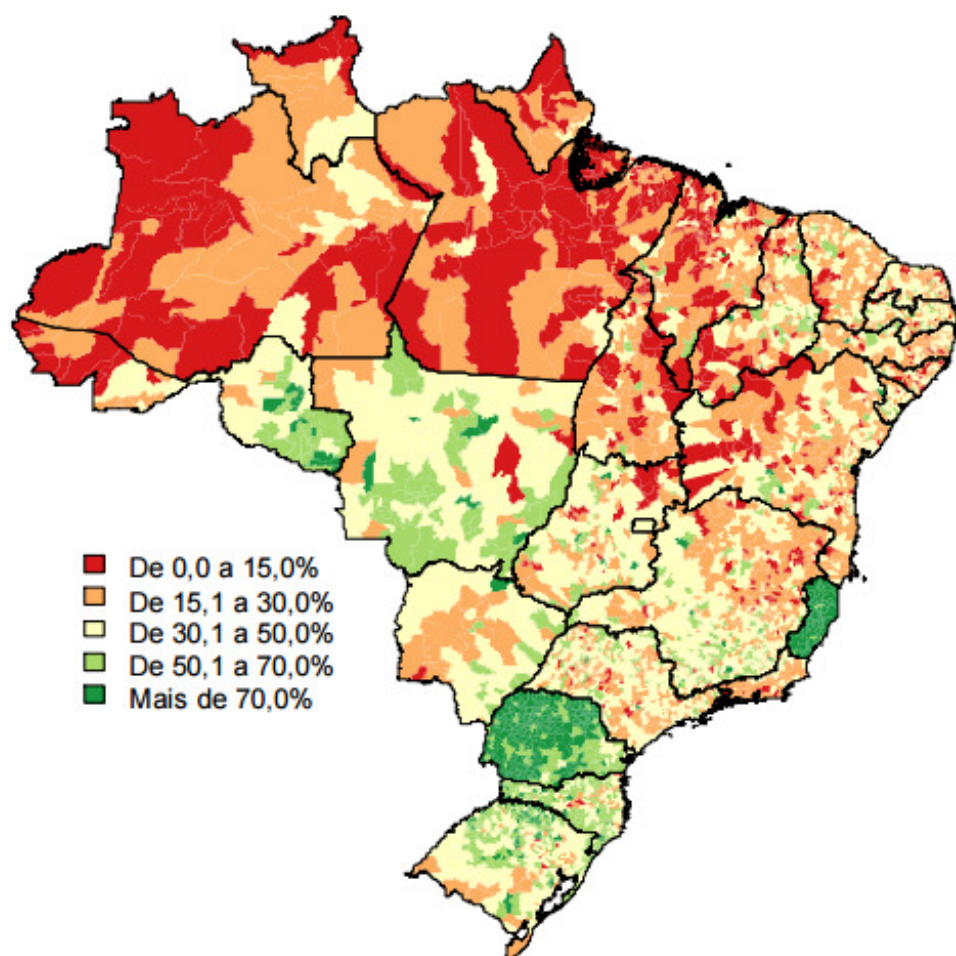 De 0,0 a 15,0%
De 15,1 a 30,0%
De 30,1 a 50,0%
De 50,1 a 70,0%
Mais de 70,0%